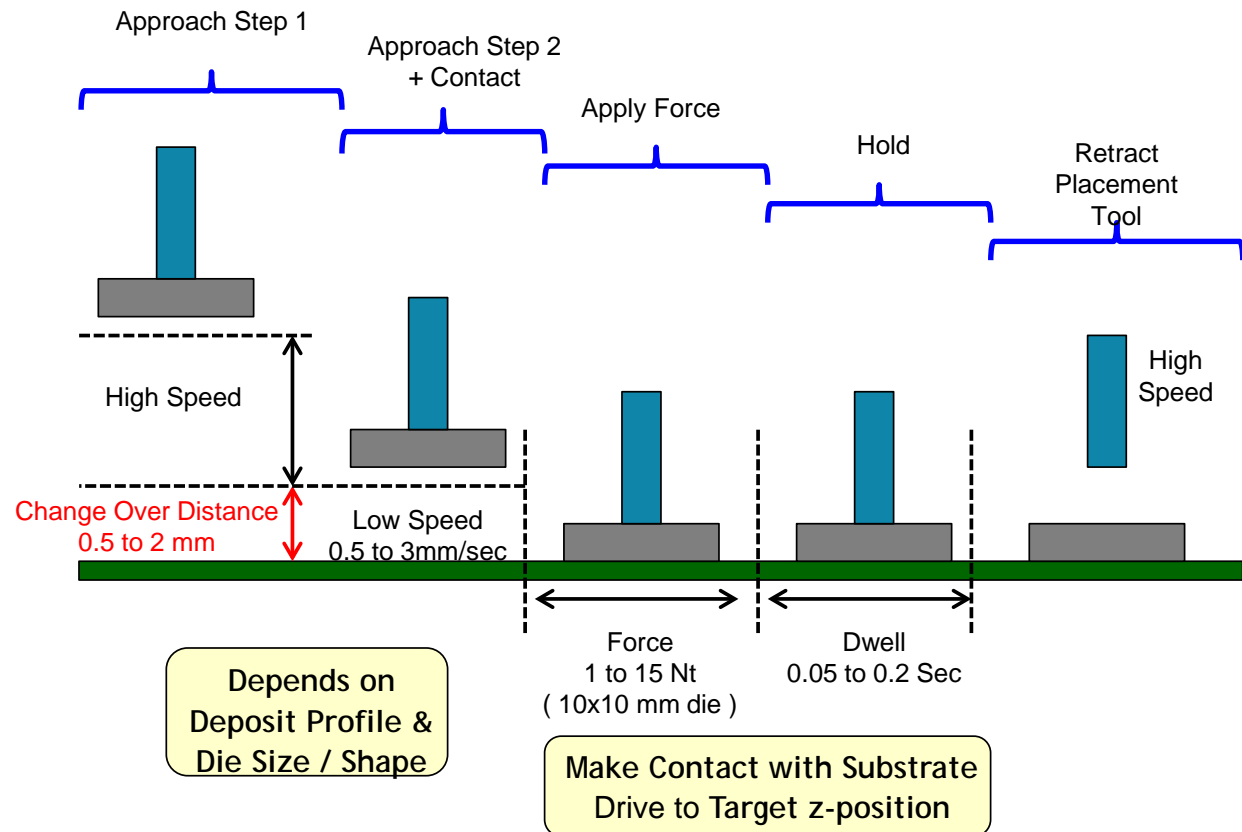 Approach Step 1
Approach Step 2
+ Contact
Apply Force
Hold
Retract
Placement
Tool
High Speed
High
Speed
Change Over Distance
0.5 to 2 mm
Low Speed
0.5 to 3mm/sec
Force
1 to 15 Nt
( 10x10 mm die )
Dwell
0.05 to 0.2 Sec
Depends on
Deposit Profile &
Die Size / Shape
Make Contact with Substrate
Drive to Target z-position